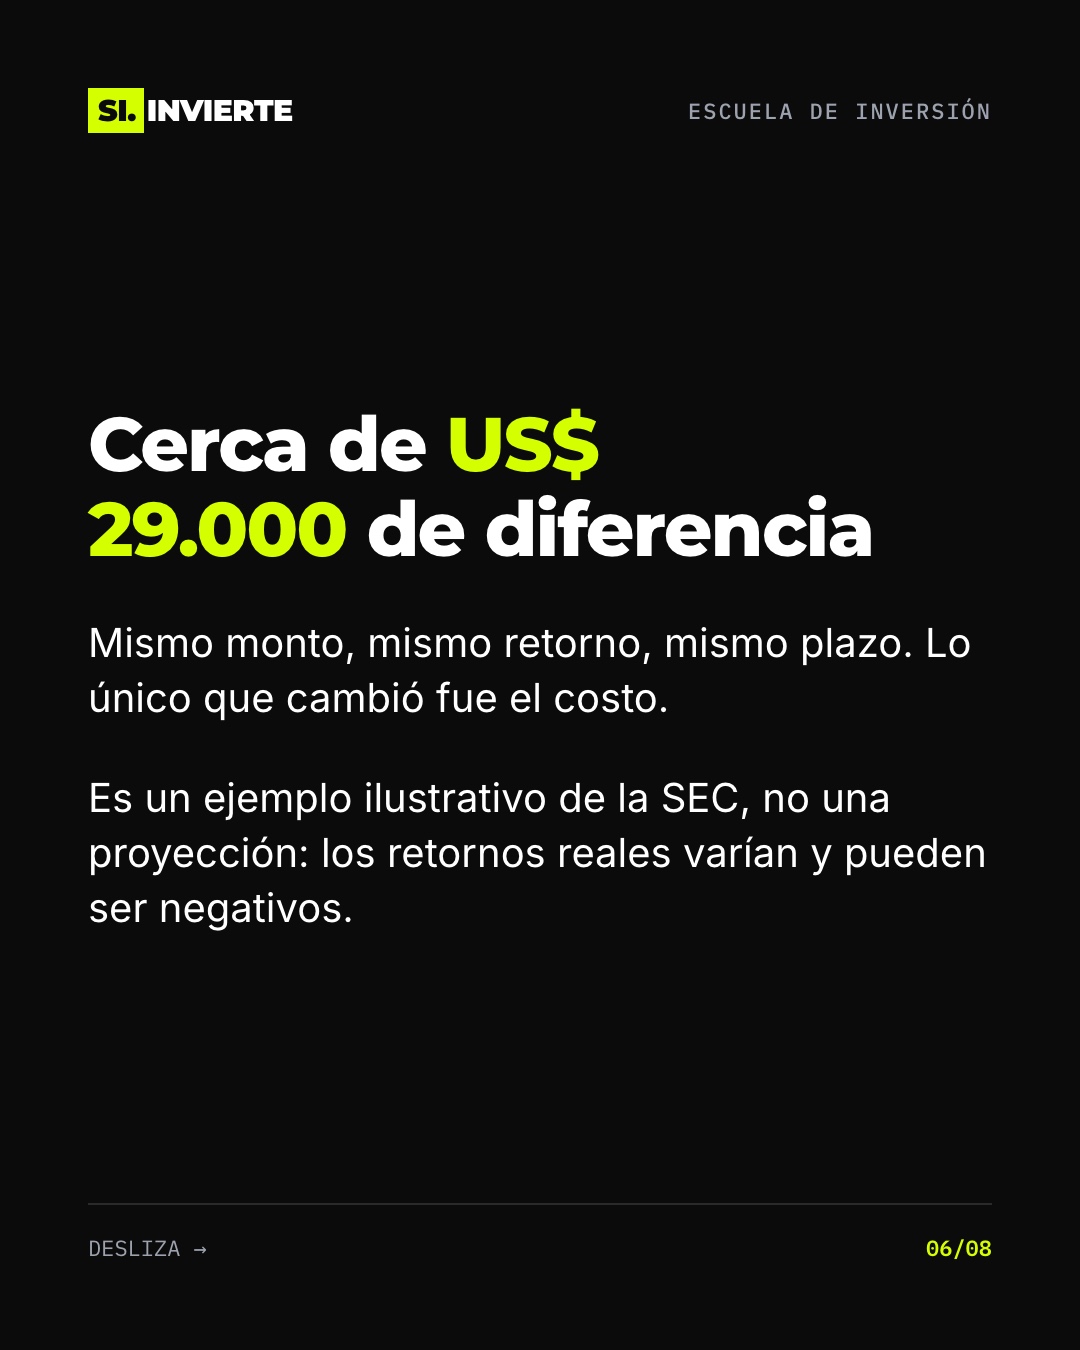 SI. INVIERTE
ESCUELA DE INVERSIÓN
Cerca de US$
29.000 de diferencia
Mismo monto, mismo retorno, mismo plazo. Lo
único que cambió fue el costo.
Es un ejemplo ilustrativo de la SEC, no una
proyección: los retornos reales varían y pueden
ser negativos.
DESLIZA →
06/08